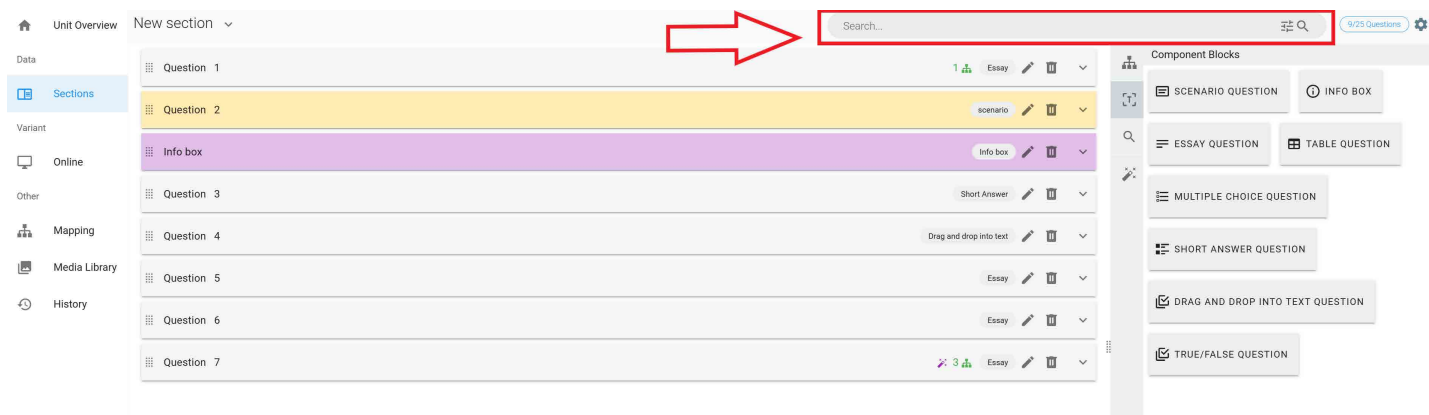 Unit Overview
New section
Search...
9/25 Questions
Data
Sections
Variant
Online
Other
Mapping
Media Library
History
Question 1
1
Essay
Question 2
scenario
Info box
Info box
Question 3
Short Answer
Question 4
Drag and drop into text
Question 5
Essay
Question 6
Essay
Question 7
3
Essay
Component Blocks
[T]
SCENARIO QUESTION
INFO BOX
ESSAY QUESTION
TABLE QUESTION
MULTIPLE CHOICE QUESTION
SHORT ANSWER QUESTION
DRAG AND DROP INTO TEXT QUESTION
TRUE/FALSE QUESTION